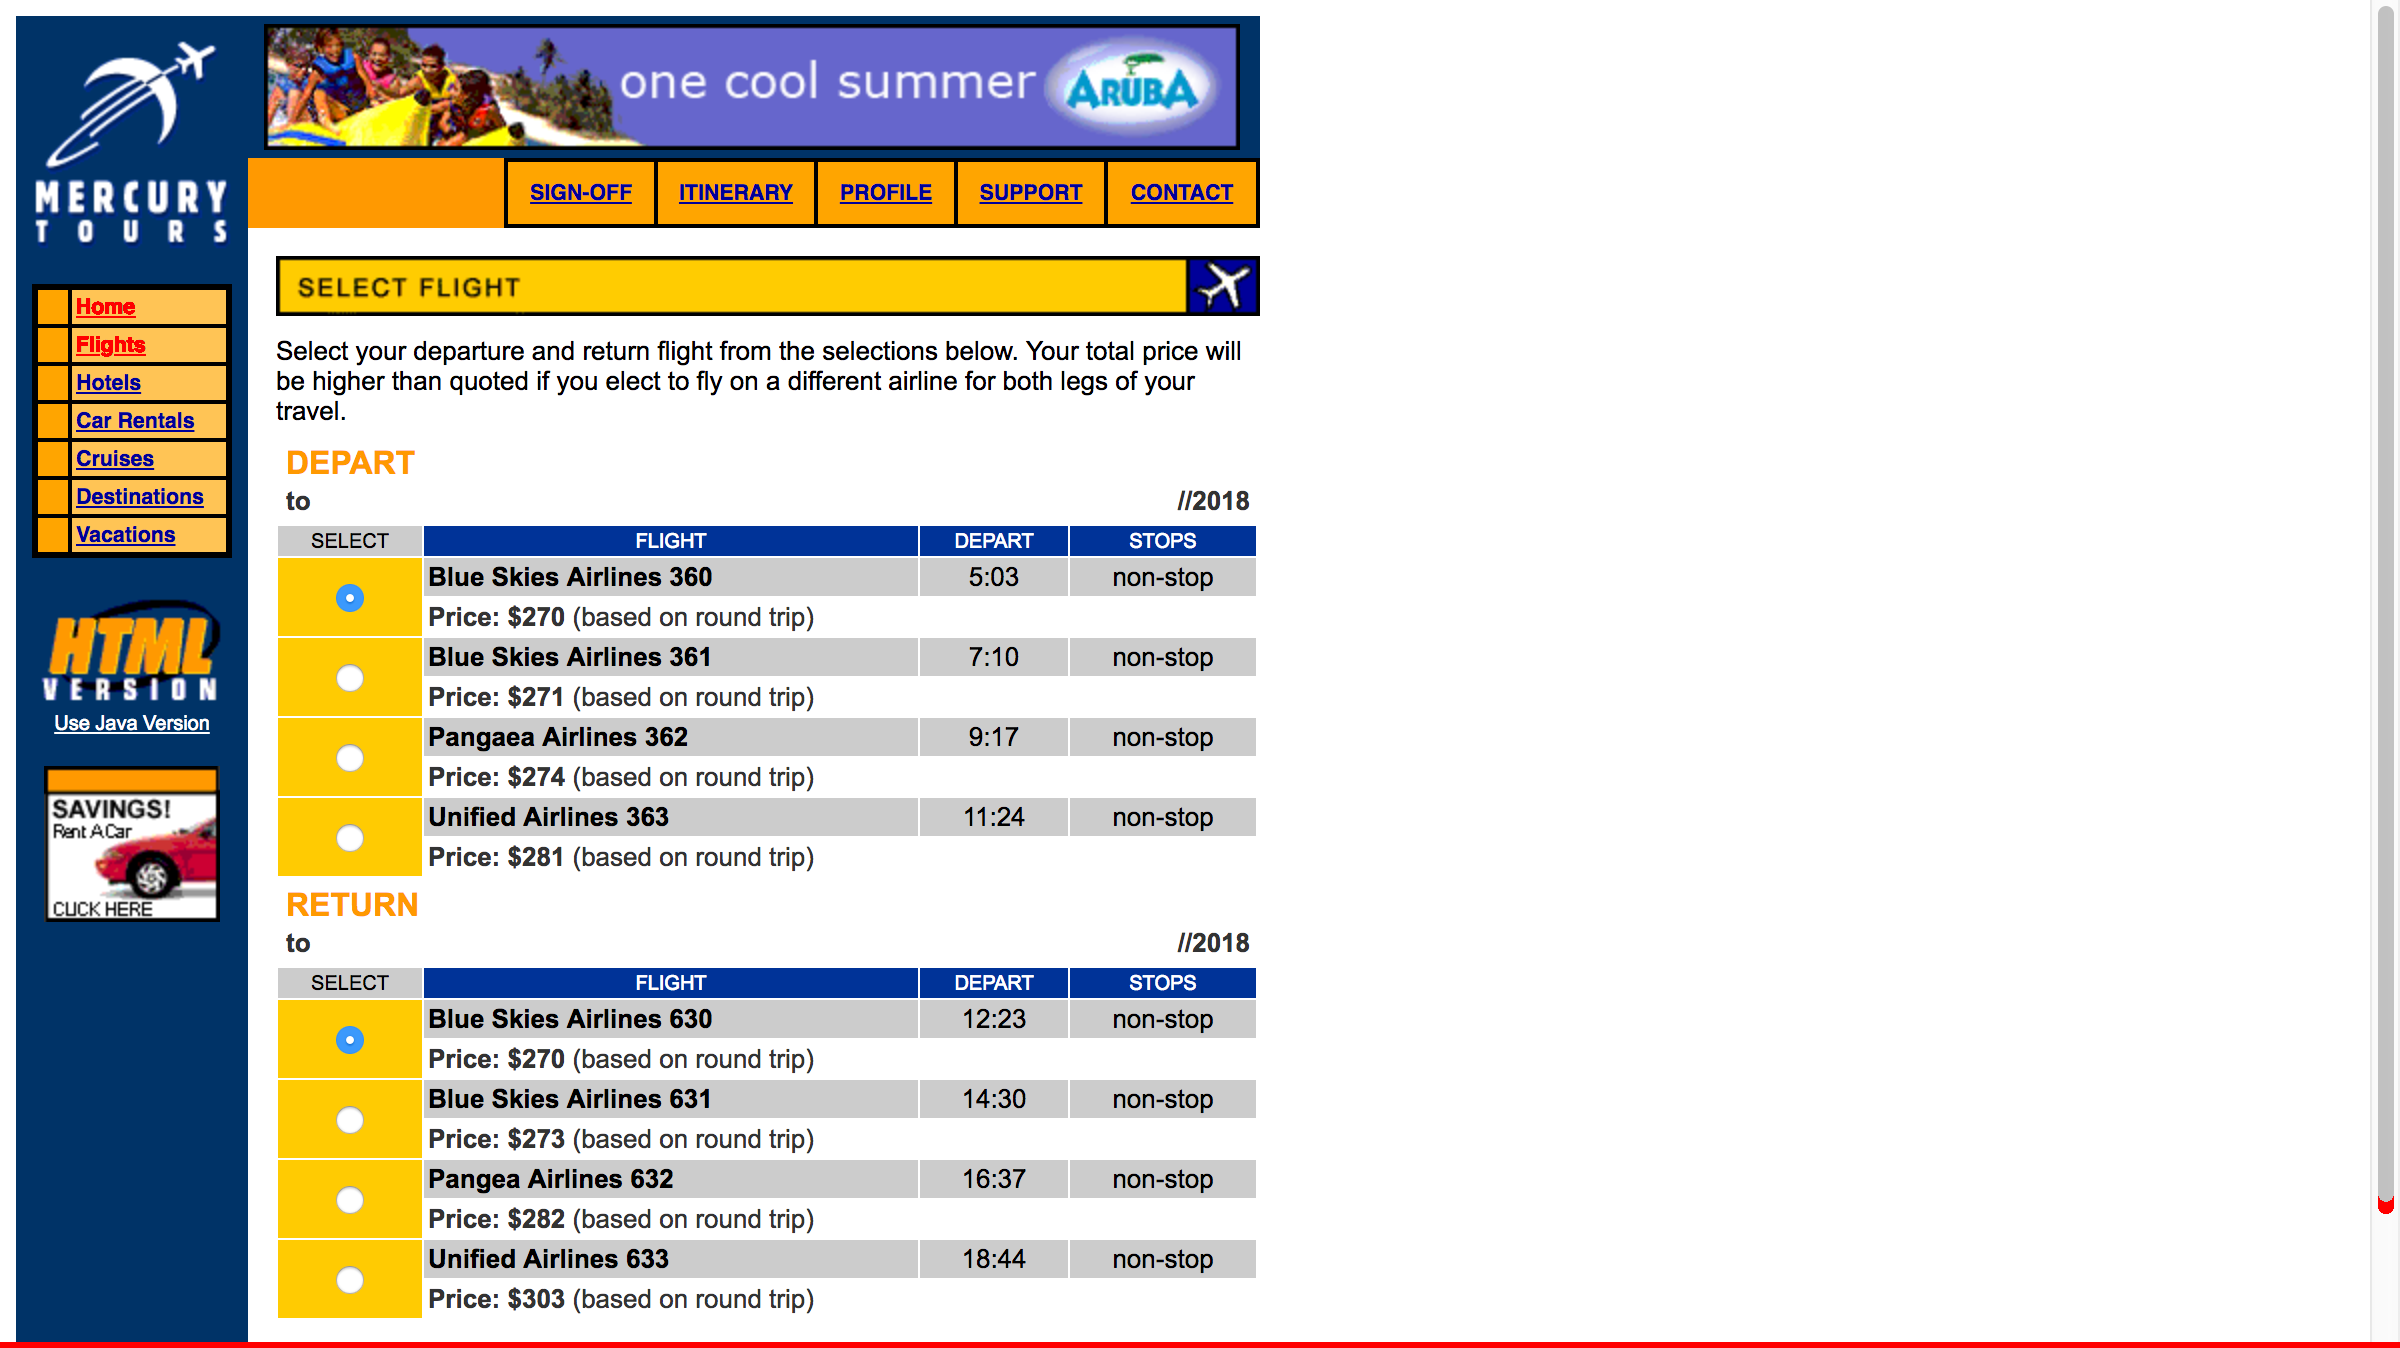 one cool summer ARUBA
MERCURY
TOURS
SIGN-OFF ITINERARY PROFILE SUPPORT CONTACT
Home
Flights
Hotels
Car Rentals
Cruises
Destinations
Vacations
HTML
VERSION
Use Java Version
SAVINGS!
Rent A Car
CLICK HERE
SELECT FLIGHT
Select your departure and return flight from the selections below. Your total price will
be higher than quoted if you elect to fly on a different airline for both legs of your
travel.
DEPART
to //2018
SELECT FLIGHT DEPART STOPS
Blue Skies Airlines 360 5:03 non-stop
Price: $270 (based on round trip)
Blue Skies Airlines 361 7:10 non-stop
Price: $271 (based on round trip)
Pangaea Airlines 362 9:17 non-stop
Price: $274 (based on round trip)
Unified Airlines 363 11:24 non-stop
Price: $281 (based on round trip)
RETURN
to //2018
SELECT FLIGHT DEPART STOPS
Blue Skies Airlines 630 12:23 non-stop
Price: $270 (based on round trip)
Blue Skies Airlines 631 14:30 non-stop
Price: $273 (based on round trip)
Pangea Airlines 632 16:37 non-stop
Price: $282 (based on round trip)
Unified Airlines 633 18:44 non-stop
Price: $303 (based on round trip)